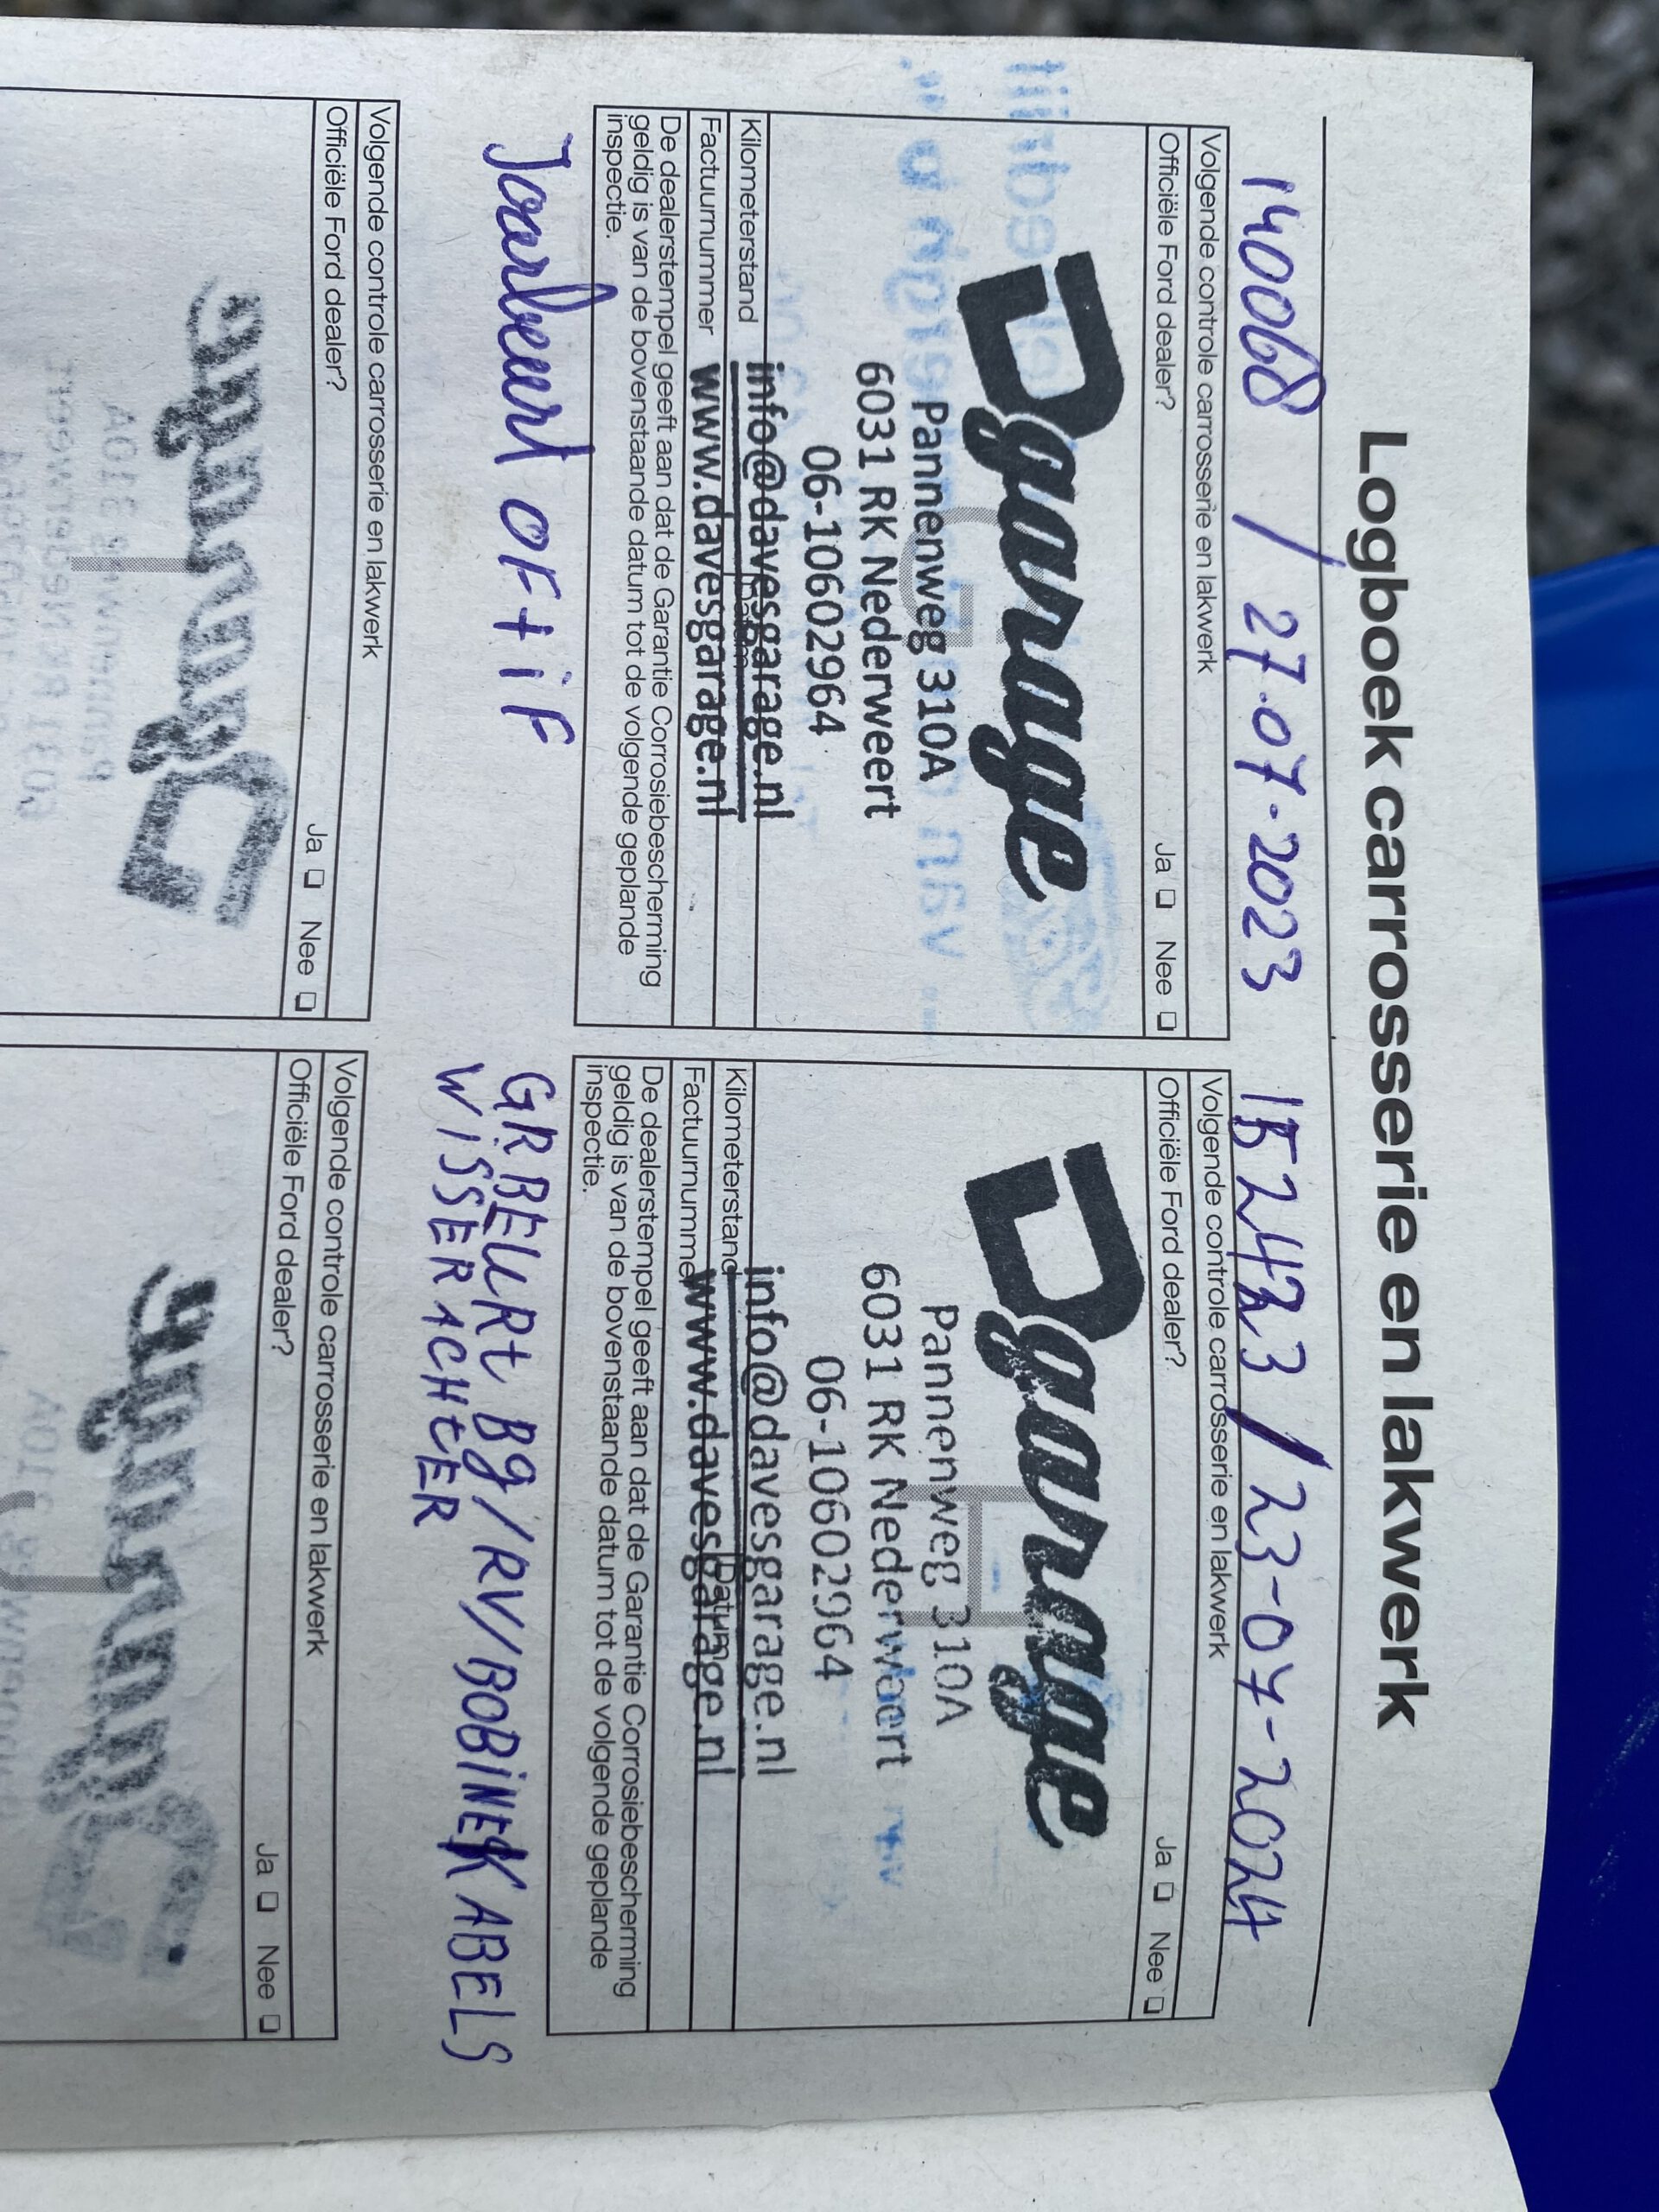 Logboek carrosserie en lakwerk
140068 / 27.07.2023
Volgende controle carrosserie en lakwerk
Officiële Ford dealer? Ja ❏ Nee ❏
Dgarage
Pannenweg 310A
6031 RK Nederweert
06-10602964
info@davesgarage.nl
www.davesgarage.nl
Kilometerstand
Datum
Factuurnummer
De dealerstempel geeft aan dat de Garantie Corrosiebescherming
geldig is van de bovenstaande datum tot de volgende geplande
inspectie.
Jaarbeurt OF + iF
Volgende controle carrosserie en lakwerk
Officiële Ford dealer? Ja ❏ Nee ❏
152423 / 23-07-2024
Volgende controle carrosserie en lakwerk
Officiële Ford dealer? Ja ❏ Nee ❏
H
Dgarage
Pannenweg 310A
6031 RK Nederweert
06-10602964
info@davesgarage.nl
www.davesgarage.nl
Kilometerstand
Datum
Factuurnummer
De dealerstempel geeft aan dat de Garantie Corrosiebescherming
geldig is van de bovenstaande datum tot de volgende geplande
inspectie.
GRBEURt Bg/RV/BOBiNEKABELS
WiSSER ACHtER
Volgende controle carrosserie en lakwerk
Officiële Ford dealer? Ja ❏ Nee ❏